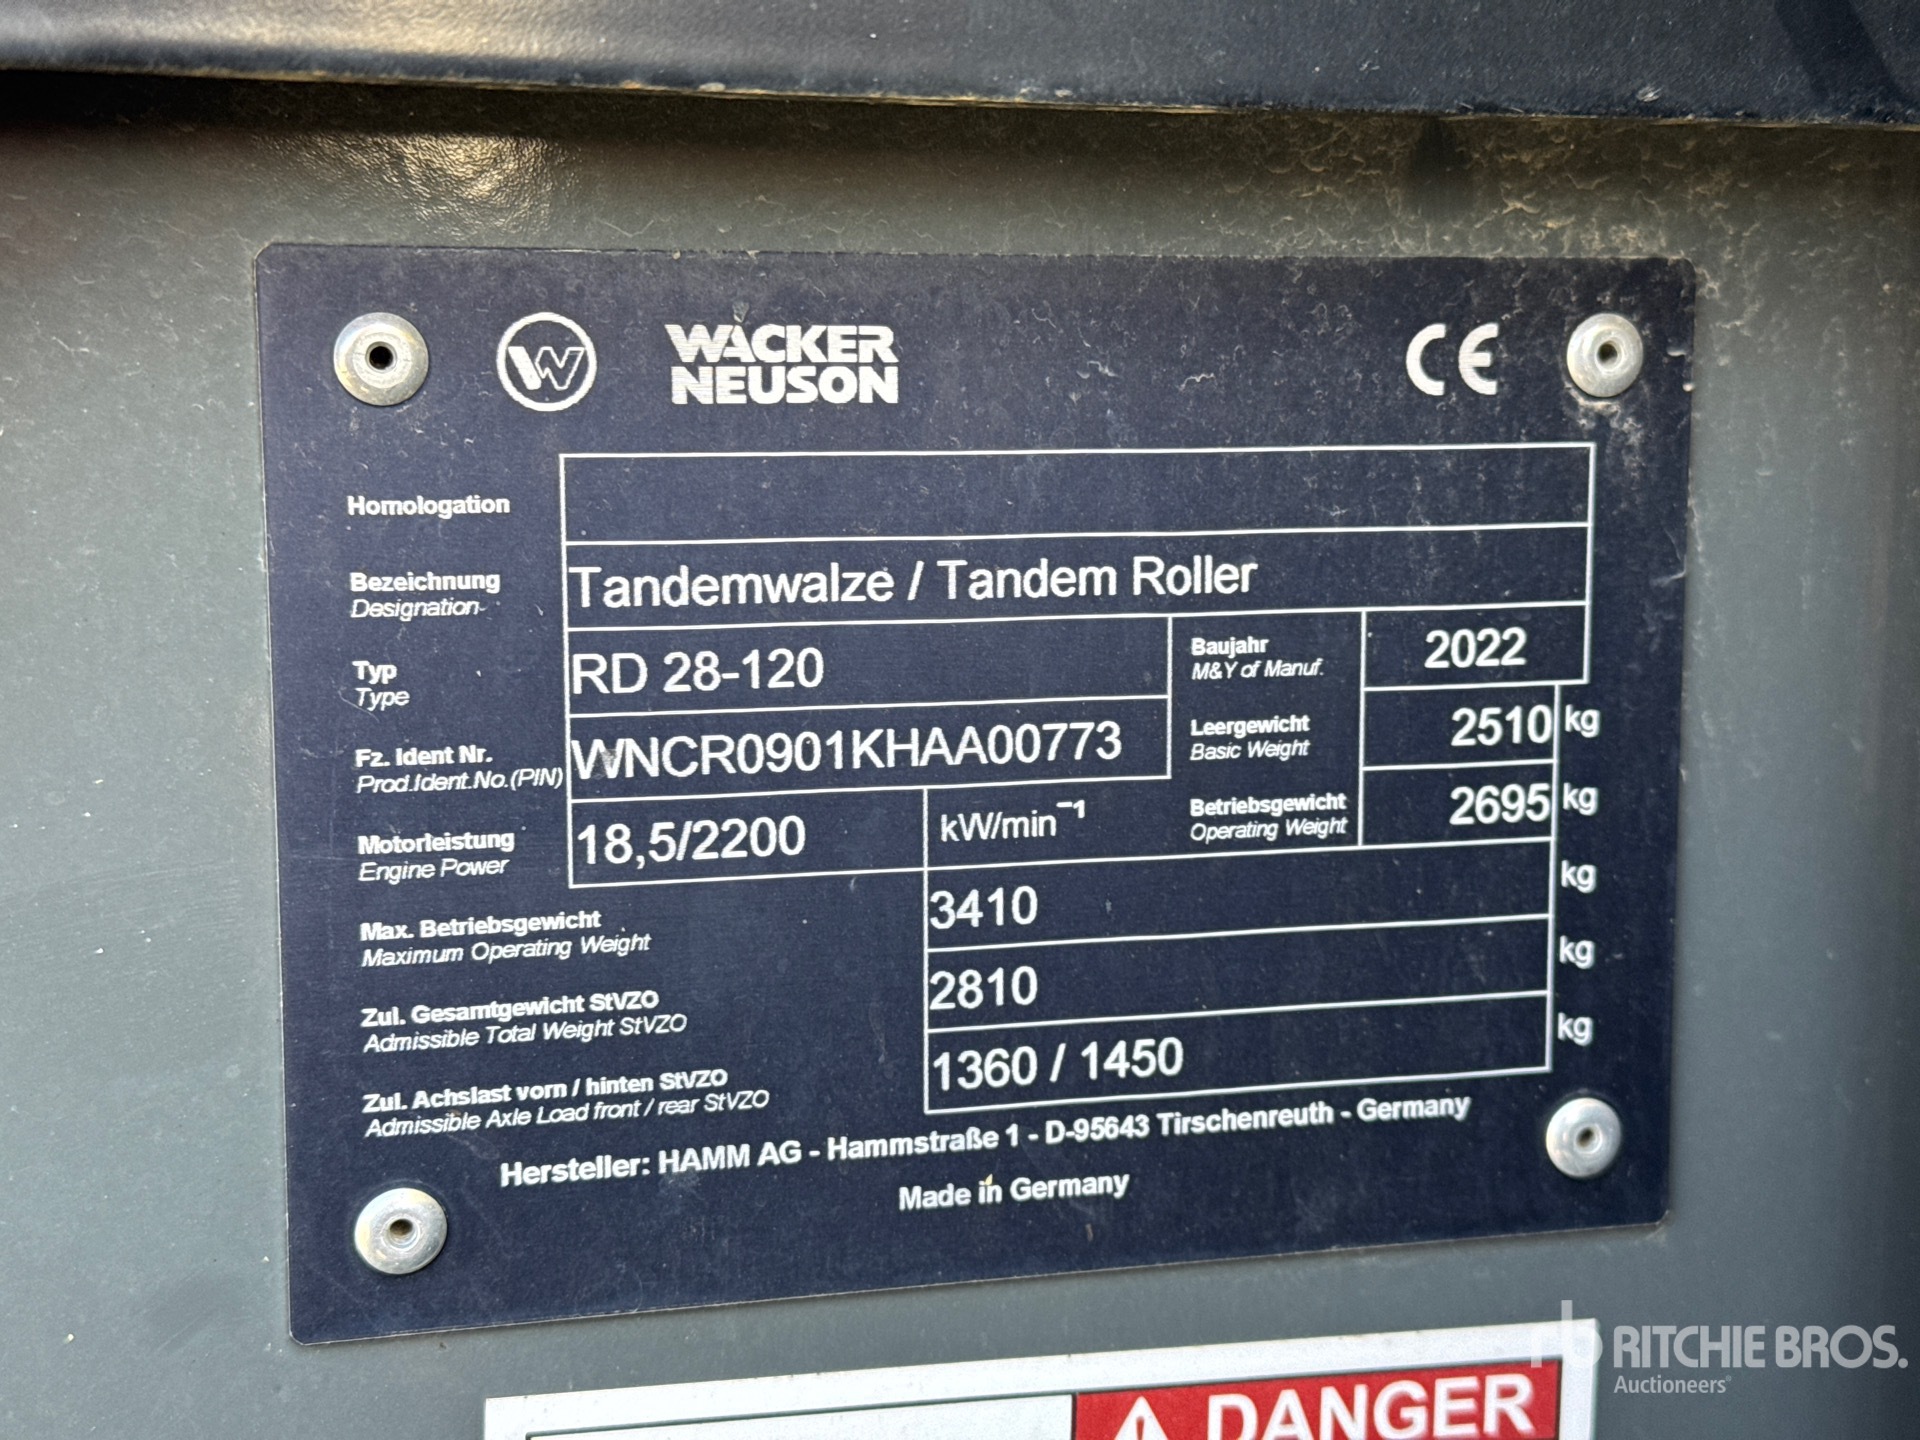 W
WACKER
NEUSON
CE
Homologation
Bezeichnung
Designation
Tandemwalze / Tandem Roller
Typ
Type
RD 28-120
Baujahr
M&Y of Manuf.
2022
Fz. Ident Nr.
Prod.Ident.No.(PIN)
WNCR0901KHAA00773
Leergewicht
Basic Weight
2510 kg
Motorleistung
Engine Power
18,5/2200 kW/min⁻¹
Betriebsgewicht
Operating Weight
2695 kg
Max. Betriebsgewicht
Maximum Operating Weight
3410 kg
Zul. Gesamtgewicht StVZO
Admissible Total Weight StVZO
2810 kg
Zul. Achslast vorn / hinten StVZO
Admissible Axle Load front / rear StVZO
1360 / 1450 kg
Hersteller: HAMM AG - Hammstraße 1 - D-95643 Tirschenreuth - Germany
Made in Germany
DANGER
rb RITCHIE BROS.
Auctioneers